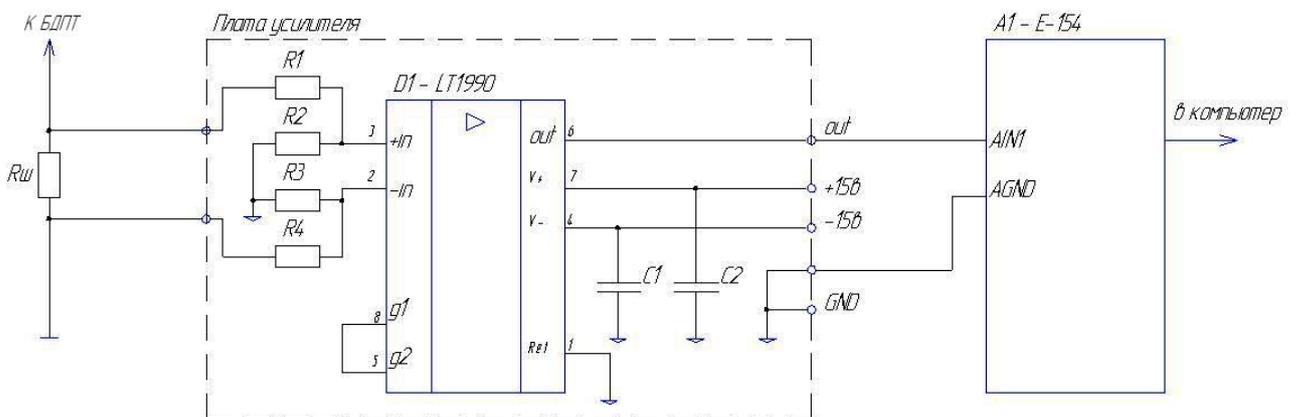 К БДПТ
Плата усилителя
А1 - Е-154
R1
D1 - LT1990
R2
R3
R4
Rш
3 +In
2 -In
8 g1
5 g2
out 6
V+ 7
V- 4
Ref 1
C1
C2
out
+15в
-15в
GND
AIN1
AGND
в компьютер